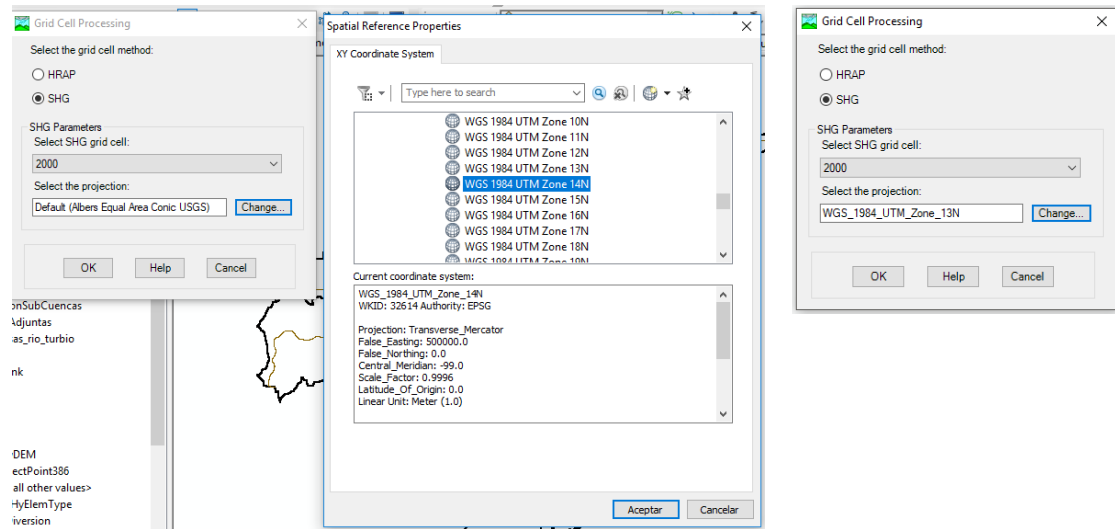 Grid Cell Processing
Select the grid cell method:
HRAP
SHG
SHG Parameters
Select SHG grid cell:
2000
Select the projection:
Default (Albers Equal Area Conic USGS)
Change...
OK
Help
Cancel
onSubCuencas
Adjuntas
as_rio_turbio
nk
DEM
ectPoint386
all other values>
HyElemType
Diversion
Spatial Reference Properties
XY Coordinate System
Type here to search
WGS 1984 UTM Zone 10N
WGS 1984 UTM Zone 11N
WGS 1984 UTM Zone 12N
WGS 1984 UTM Zone 13N
WGS 1984 UTM Zone 14N
WGS 1984 UTM Zone 15N
WGS 1984 UTM Zone 16N
WGS 1984 UTM Zone 17N
WGS 1984 UTM Zone 18N
WGS 1984 UTM Zone 19N
Current coordinate system:
WGS_1984_UTM_Zone_14N
WKID: 32614 Authority: EPSG
Projection: Transverse_Mercator
False_Easting: 500000.0
False_Northing: 0.0
Central_Meridian: -99.0
Scale_Factor: 0.9996
Latitude_Of_Origin: 0.0
Linear Unit: Meter (1.0)
Aceptar
Cancelar
Grid Cell Processing
Select the grid cell method:
HRAP
SHG
SHG Parameters
Select SHG grid cell:
2000
Select the projection:
WGS_1984_UTM_Zone_13N
Change...
OK
Help
Cancel